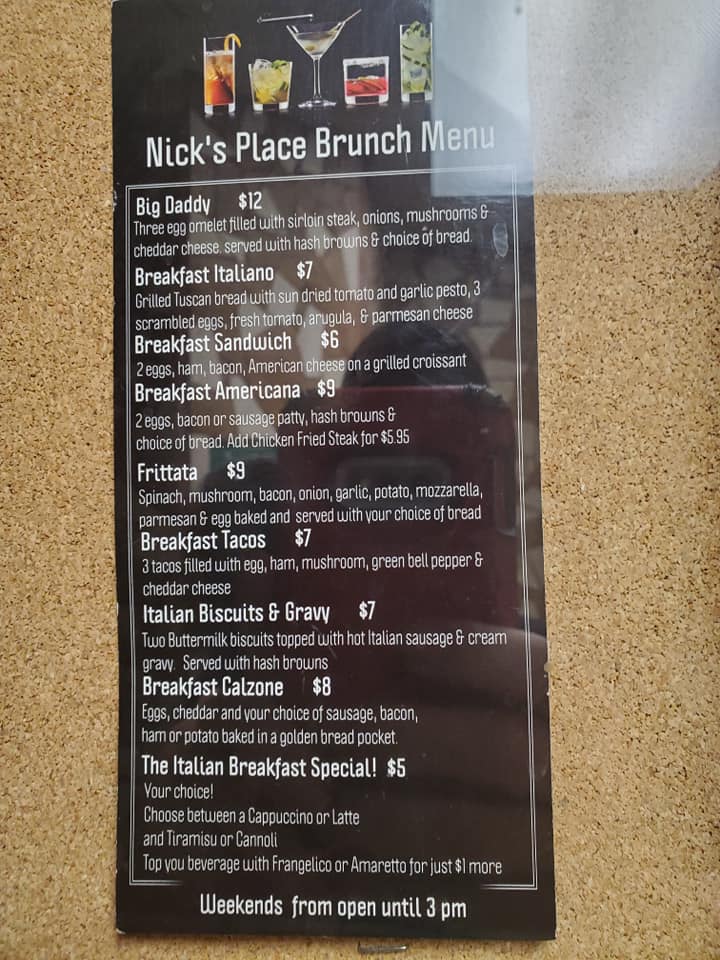 Nick's Place Brunch Menu
Big Daddy $12
Three egg omelet filled with sirloin steak, onions, mushrooms &
cheddar cheese. served with hash browns & choice of bread.
Breakfast Italiano $7
Grilled Tuscan bread with sun dried tomato and garlic pesto, 3
scrambled eggs, fresh tomato, arugula, & parmesan cheese
Breakfast Sandwich $6
2 eggs, ham, bacon, American cheese on a grilled croissant
Breakfast Americana $9
2 eggs, bacon or sausage patty, hash browns &
choice of bread. Add Chicken Fried Steak for $5.95
Frittata $9
Spinach, mushroom, bacon, onion, garlic, potato, mozzarella,
parmesan & egg baked and served with your choice of bread
Breakfast Tacos $7
3 tacos filled with egg, ham, mushroom, green bell pepper &
cheddar cheese
Italian Biscuits & Gravy $7
Two Buttermilk biscuits topped with hot Italian sausage & cream
gravy. Served with hash browns
Breakfast Calzone $8
Eggs, cheddar and your choice of sausage, bacon,
ham or potato baked in a golden bread pocket.
The Italian Breakfast Special! $5
Your choice!
Choose between a Cappuccino or Latte
and Tiramisu or Cannoli
Top you beverage with Frangelico or Amaretto for just $1 more
Weekends from open until 3 pm